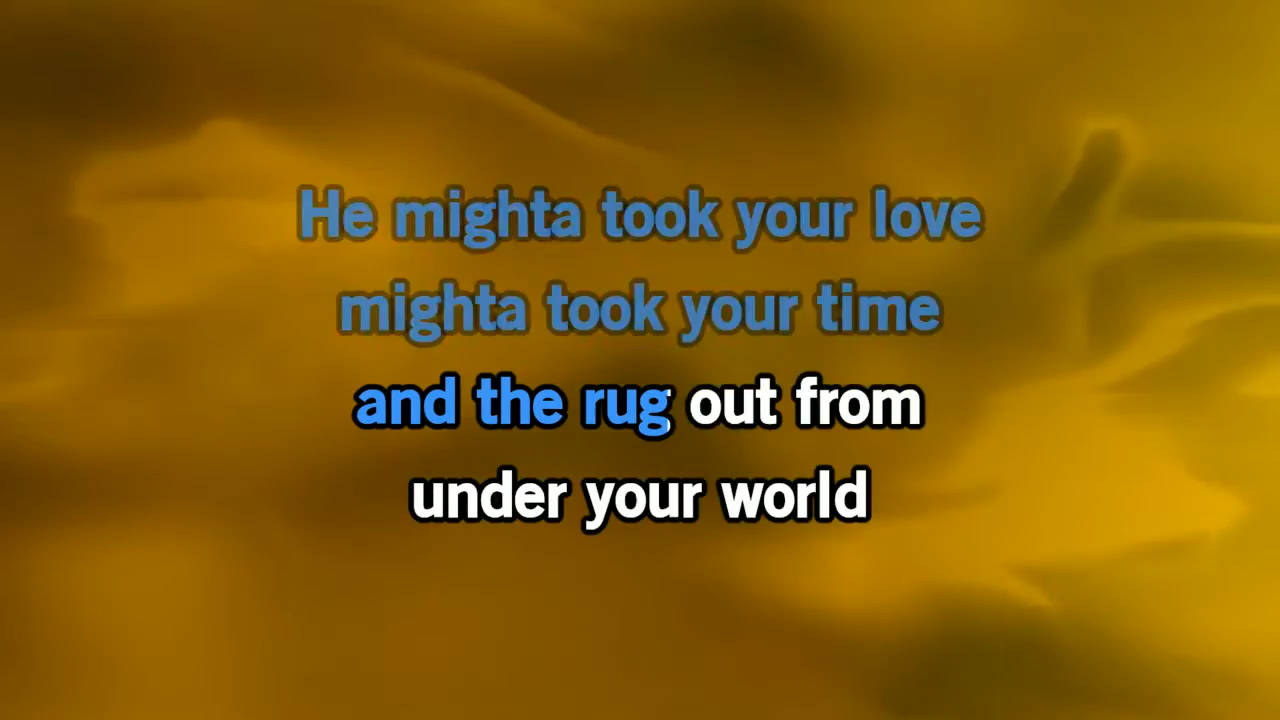 He mighta took your love
mighta took your time
and the rug out from
under your world